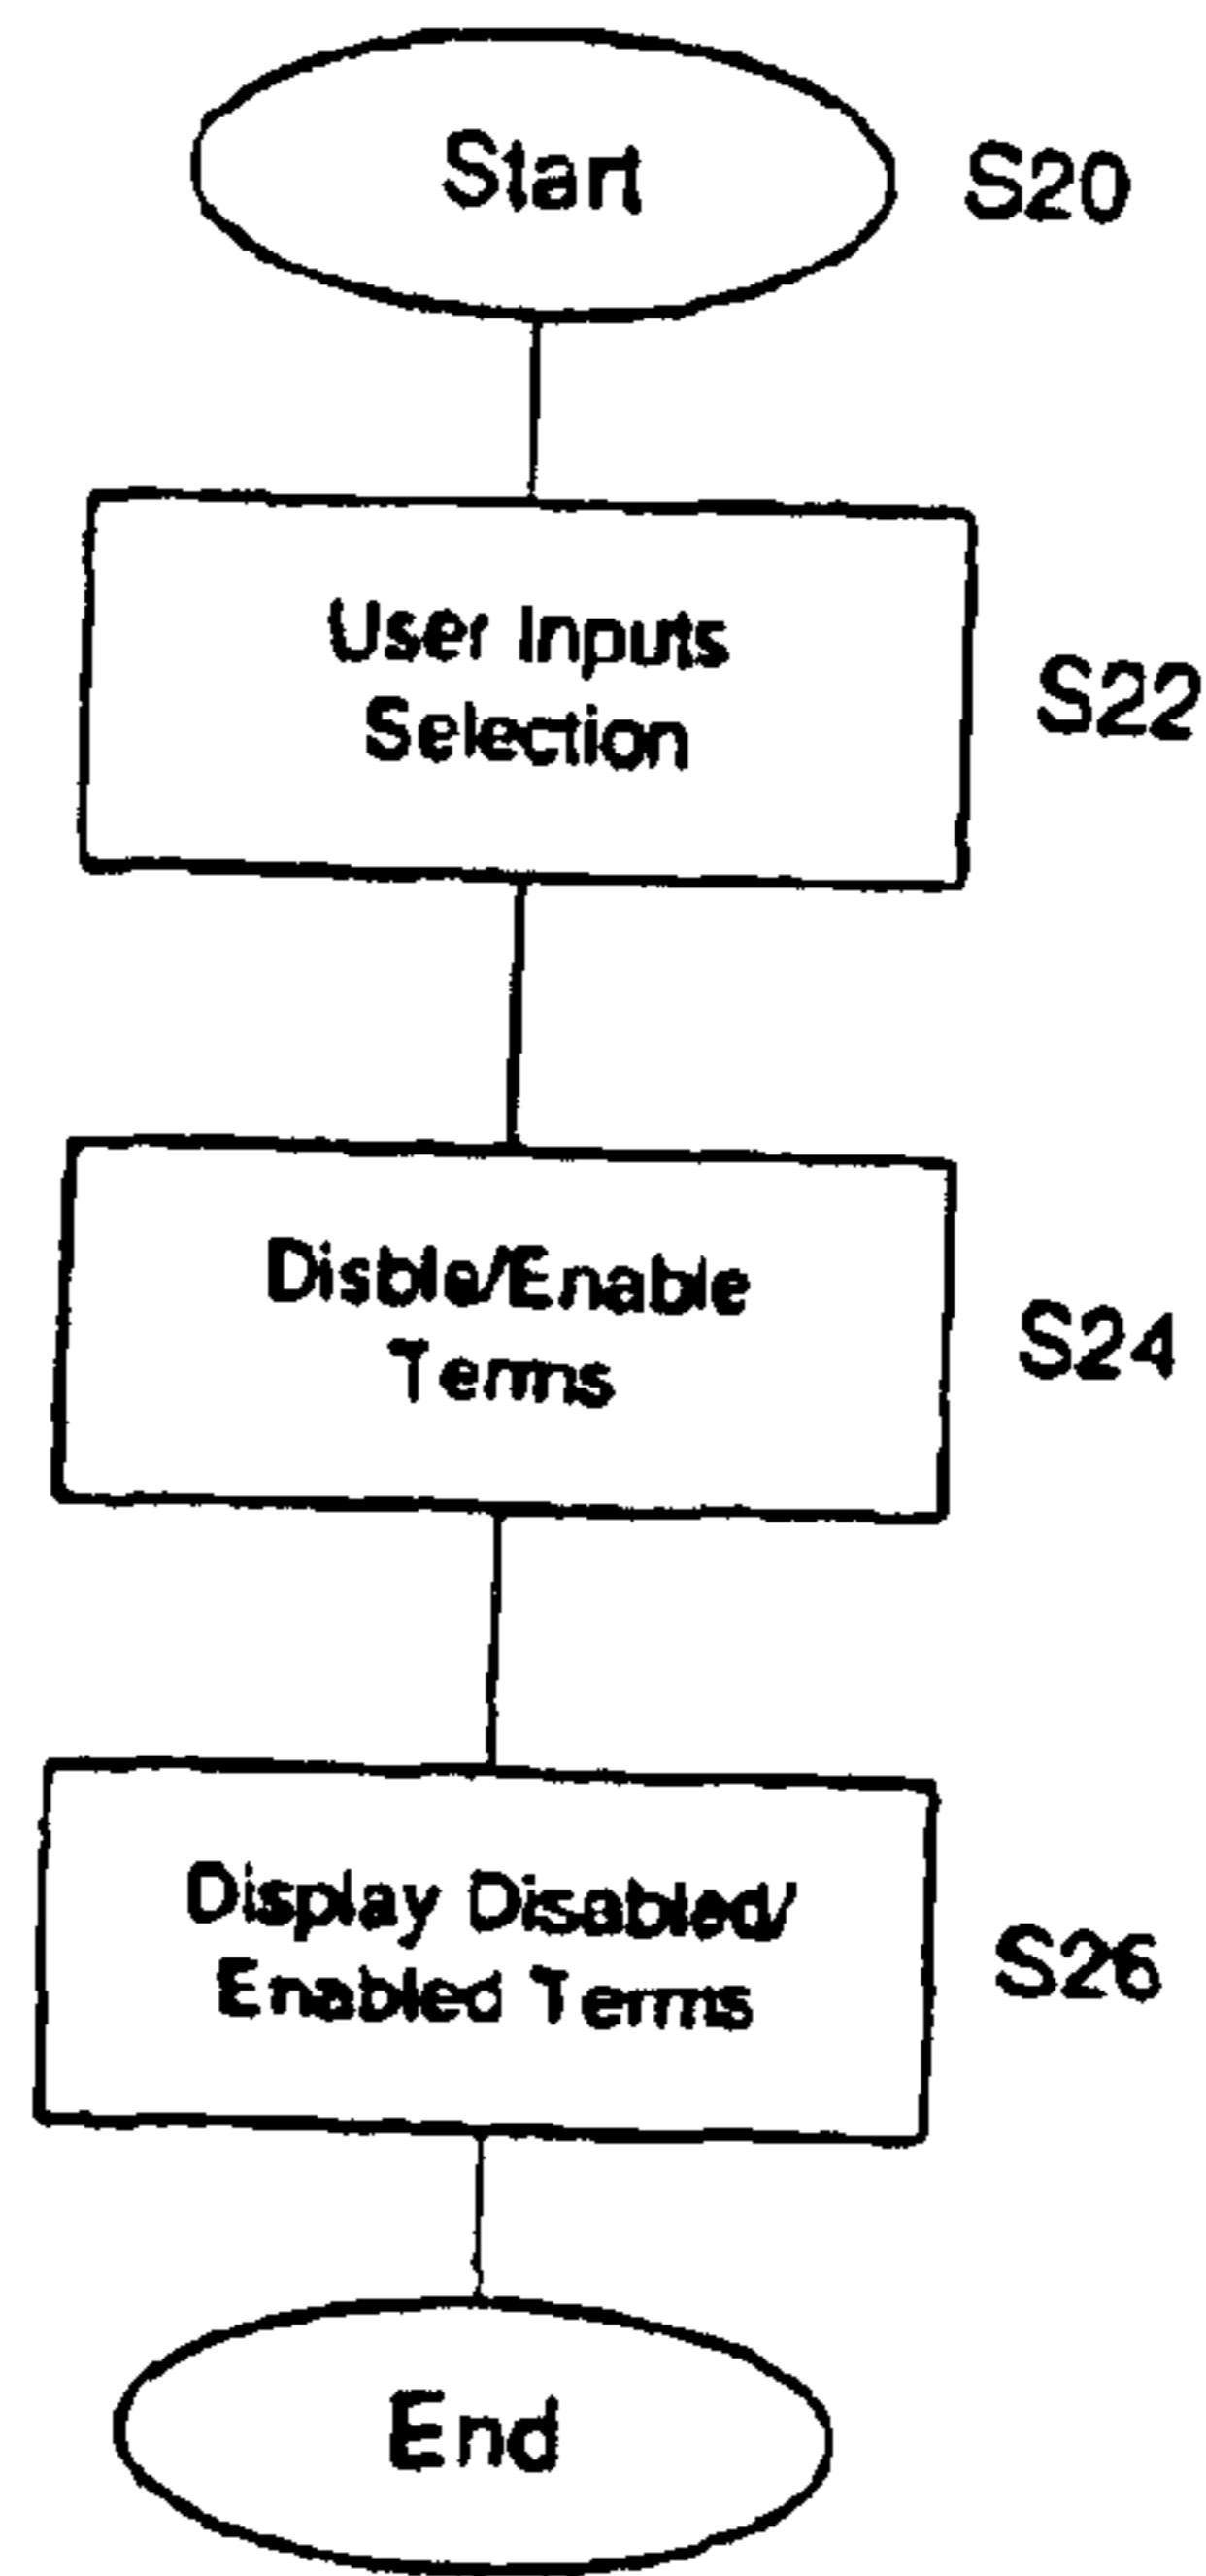 Start
S20
User Inputs
Selection
S22
Disble/Enable
Terms
S24
Display Disabled/
Enabled Terms
S26
End